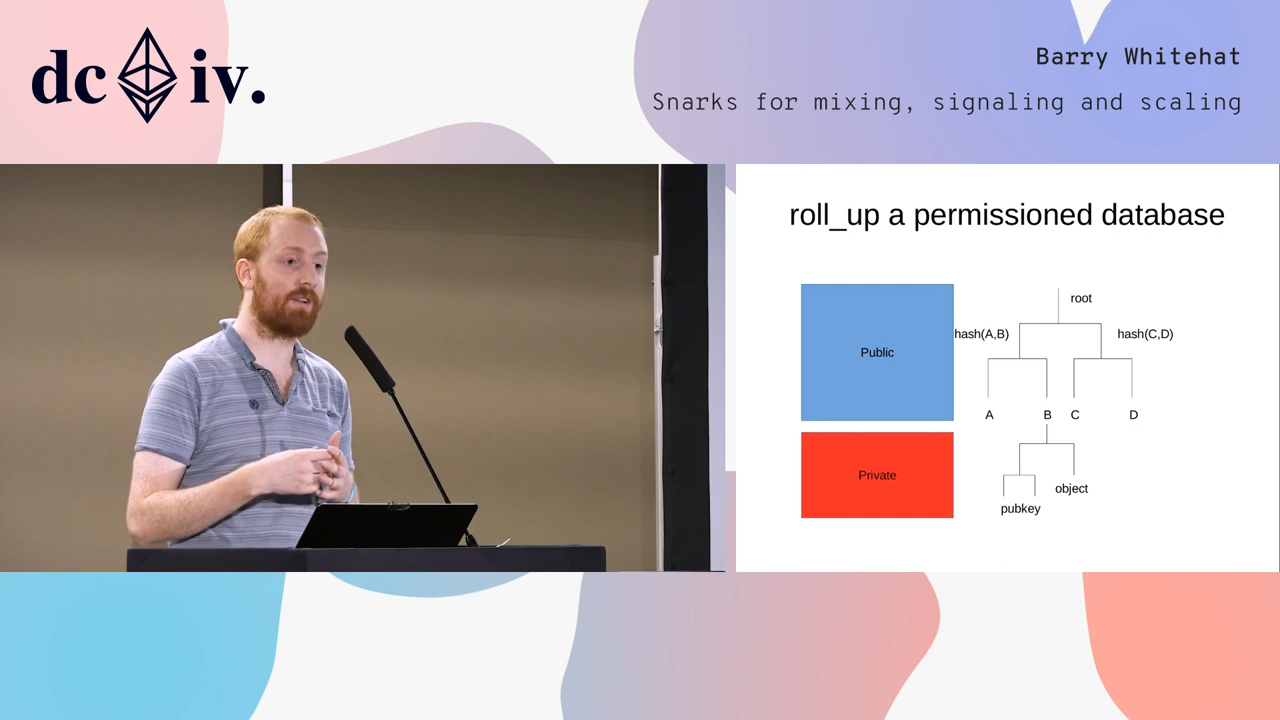 dc iv.
Barry Whitehat
Snarks for mixing, signaling and scaling
roll_up a permissioned database
root
hash(A,B)
hash(C,D)
Public
A
B
C
D
Private
object
pubkey